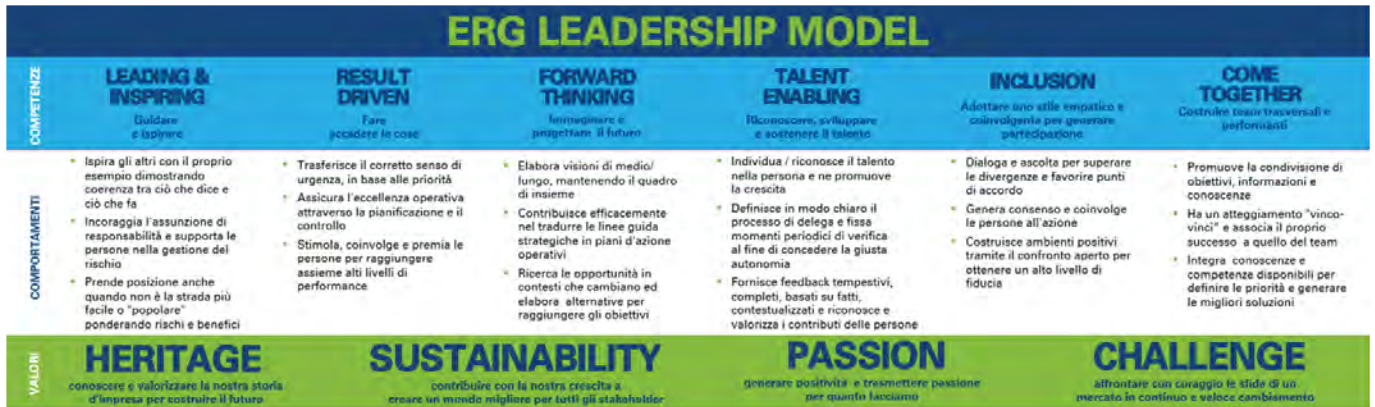 ERG LEADERSHIP MODEL
COMPETENZE
LEADING &
INSPIRING
Guidare
e ispirare
RESULT
DRIVEN
Fare
accadere le cose
FORWARD
THINKING
Immaginare e
progettare il futuro
TALENT
ENABLING
Riconoscere, sviluppare
e sostenere il talento
INCLUSION
Adottare uno stile empatico e
coinvolgente per generare
partecipazione
COME
TOGETHER
Costruire team trasversali e
performanti
COMPORTAMENTI
• Ispira gli altri con il proprio
esempio dimostrando
coerenza tra ciò che dice e
ciò che fa
• Incoraggia l'assunzione di
responsabilità e supporta le
persone nella gestione del
rischio
• Prende posizione anche
quando non è la strada più
facile o "popolare"
ponderando rischi e benefici
• Trasferisce il corretto senso di
urgenza, in base alle priorità
• Assicura l'eccellenza operativa
attraverso la pianificazione e il
controllo
• Stimola, coinvolge e premia le
persone per raggiungere
assieme alti livelli di
performance
• Elabora visioni di medio/
lungo, mantenendo il quadro
di insieme
• Contribuisce efficacemente
nel tradurre le linee guida
strategiche in piani d'azione
operativi
• Ricerca le opportunità in
contesti che cambiano ed
elabora alternative per
raggiungere gli obiettivi
• Individua / riconosce il talento
nella persona e ne promuove
la crescita
• Definisce in modo chiaro il
processo di delega e fissa
momenti periodici di verifica
al fine di concedere la giusta
autonomia
• Fornisce feedback tempestivi,
completi, basati su fatti,
contestualizzati e riconosce e
valorizza i contributi delle persone
• Dialoga e ascolta per superare
le divergenze e favorire punti
di accordo
• Genera consenso e coinvolge
le persone all'azione
• Costruisce ambienti positivi
tramite il confronto aperto per
ottenere un alto livello di
fiducia
• Promuove la condivisione di
obiettivi, informazioni e
conoscenze
• Ha un atteggiamento "vinco-
vinci" e associa il proprio
successo a quello del team
• Integra conoscenze e
competenze disponibili per
definire le priorità e generare
le migliori soluzioni
VALORI
HERITAGE
conoscere e valorizzare la nostra storia
d'impresa per costruire il futuro
SUSTAINABILITY
contribuire con la nostra crescita a
creare un mondo migliore per tutti gli stakeholder
PASSION
generare positività e trasmettere passione
per quanto facciamo
CHALLENGE
affrontare con coraggio le sfide di un
mercato in continuo e veloce cambiamento